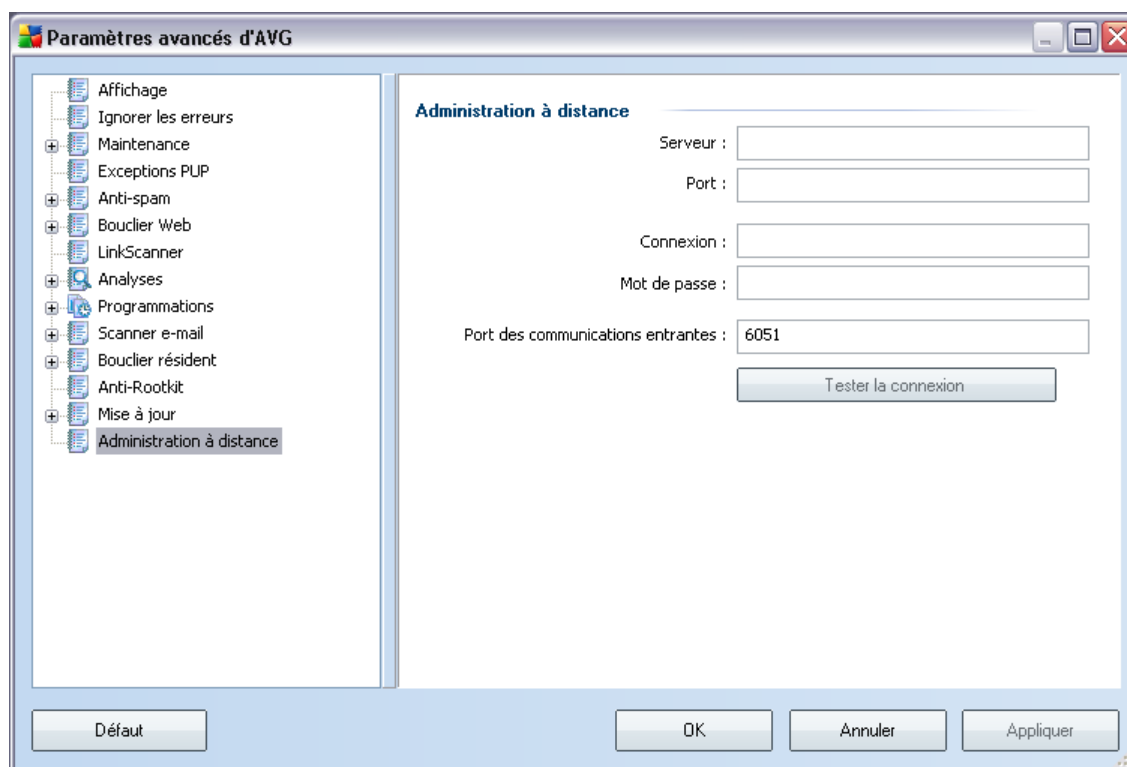 Paramètres avancés d'AVG
Affichage
Ignorer les erreurs
Maintenance
Exceptions PUP
Anti-spam
Bouclier Web
LinkScanner
Analyses
Programmations
Scanner e-mail
Bouclier résident
Anti-Rootkit
Mise à jour
Administration à distance
Administration à distance
Serveur :
Port :
Connexion :
Mot de passe :
Port des communications entrantes : 6051
Tester la connexion
Défaut
OK
Annuler
Appliquer